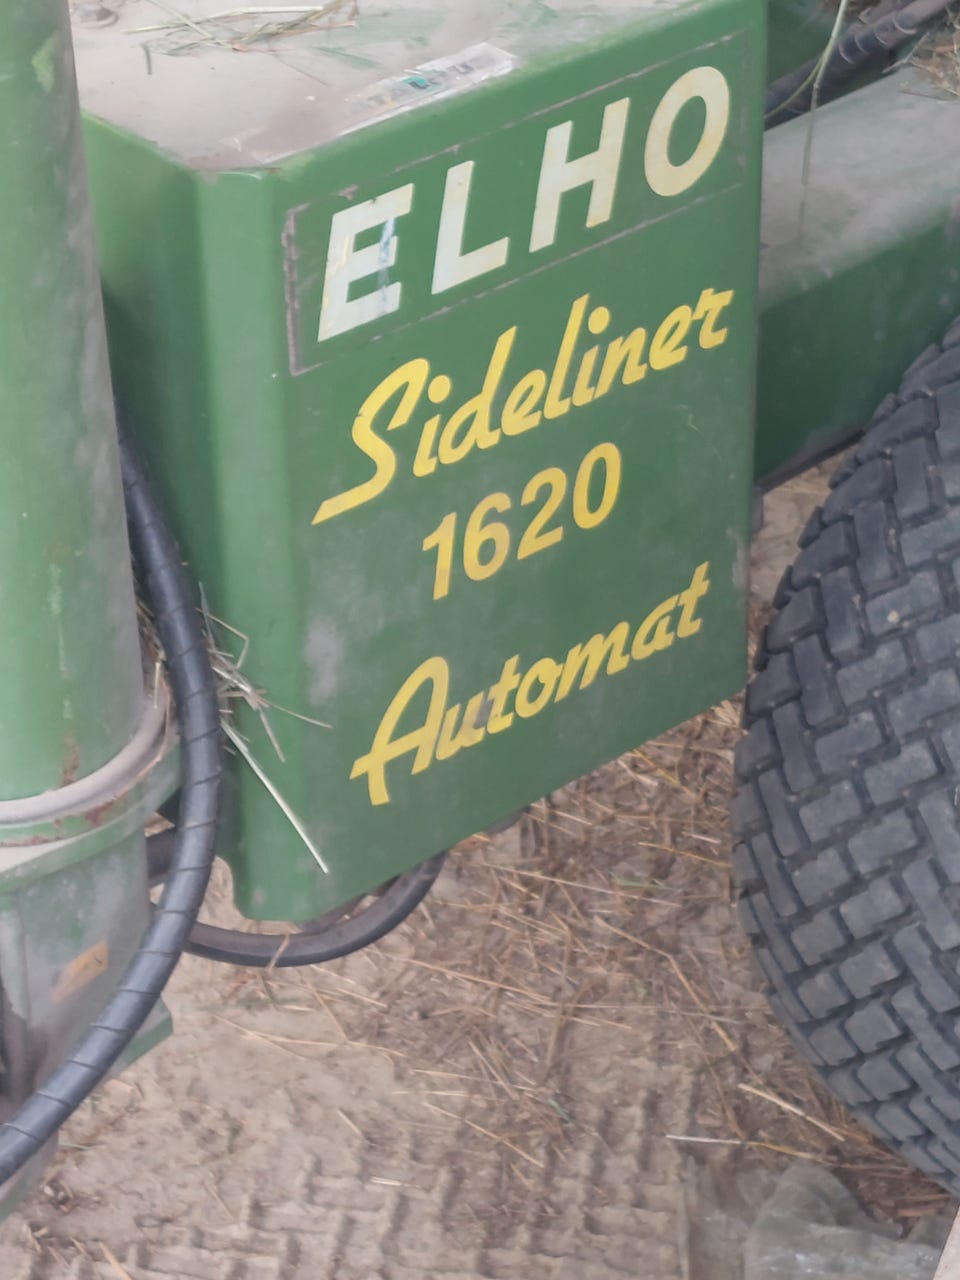 ELHO
Sideliner
1620
Automat